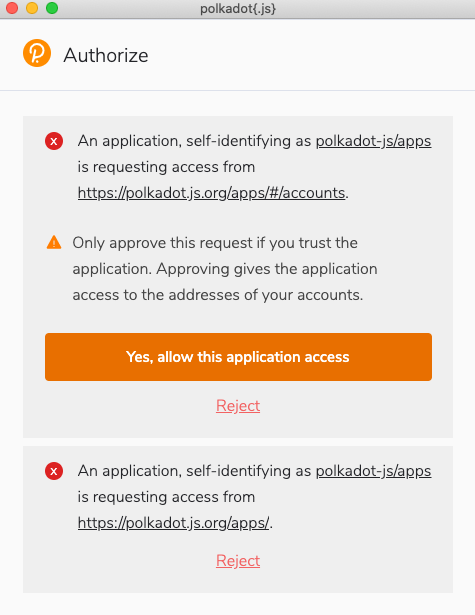 polkadot{.js}
Authorize
x An application, self-identifying as polkadot-js/apps
is requesting access from
https://polkadot.js.org/apps/#/accounts.
Only approve this request if you trust the
application. Approving gives the application
access to the addresses of your accounts.
Yes, allow this application access
Reject
x An application, self-identifying as polkadot-js/apps
is requesting access from
https://polkadot.js.org/apps/.
Reject